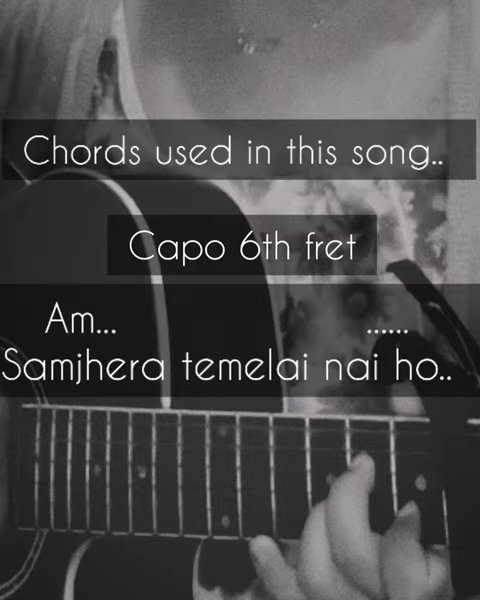 Chords used in this song..
Capo 6th fret
Am... ......
Samjhera temelai nai ho..